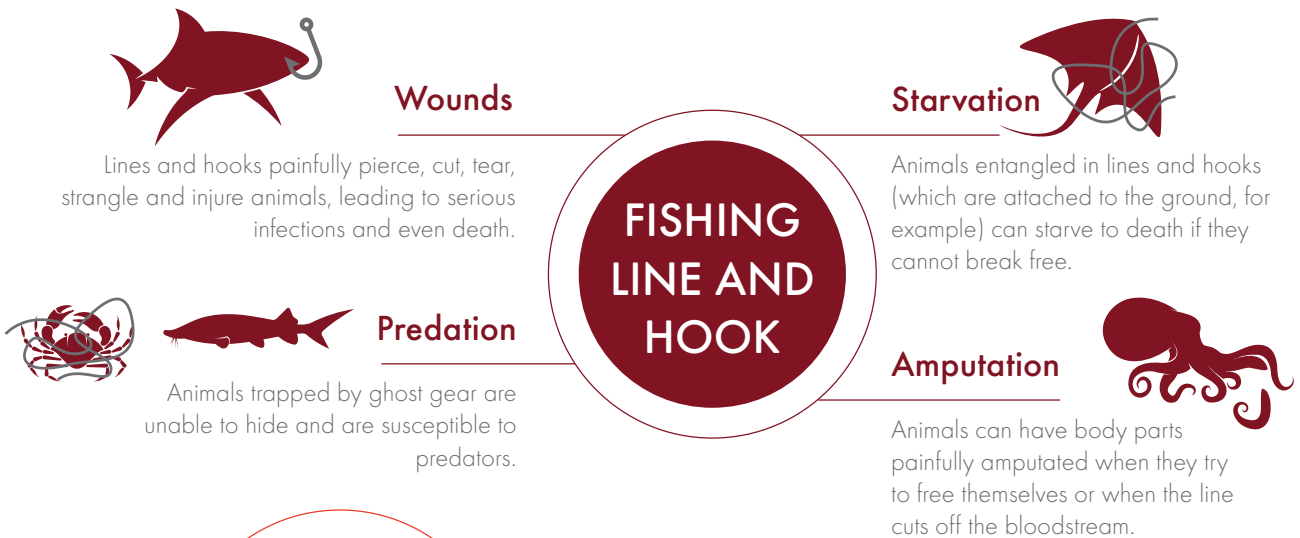 Wounds
Lines and hooks painfully pierce, cut, tear,
strangle and injure animals, leading to serious
infections and even death.
Predation
Animals trapped by ghost gear are
unable to hide and are susceptible to
predators.
FISHING
LINE AND
HOOK
Starvation
Animals entangled in lines and hooks
(which are attached to the ground, for
example) can starve to death if they
cannot break free.
Amputation
Animals can have body parts
painfully amputated when they try
to free themselves or when the line
cuts off the bloodstream.